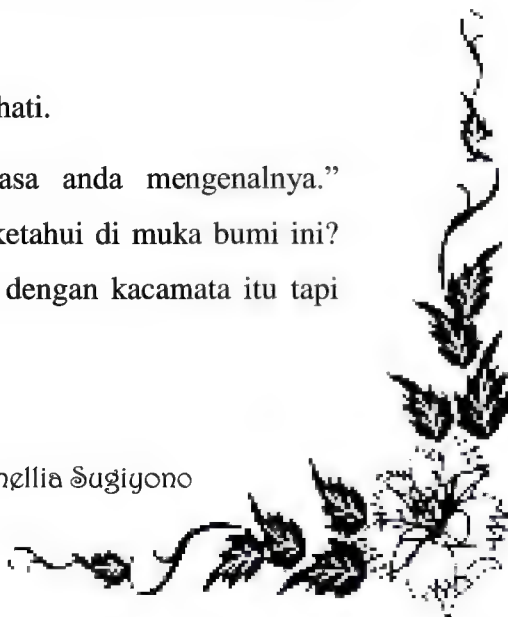 hati.
asa anda mengenalnya.”
ketahui di muka bumi ini?
dengan kacamata itu tapi
nellia Sugiyono